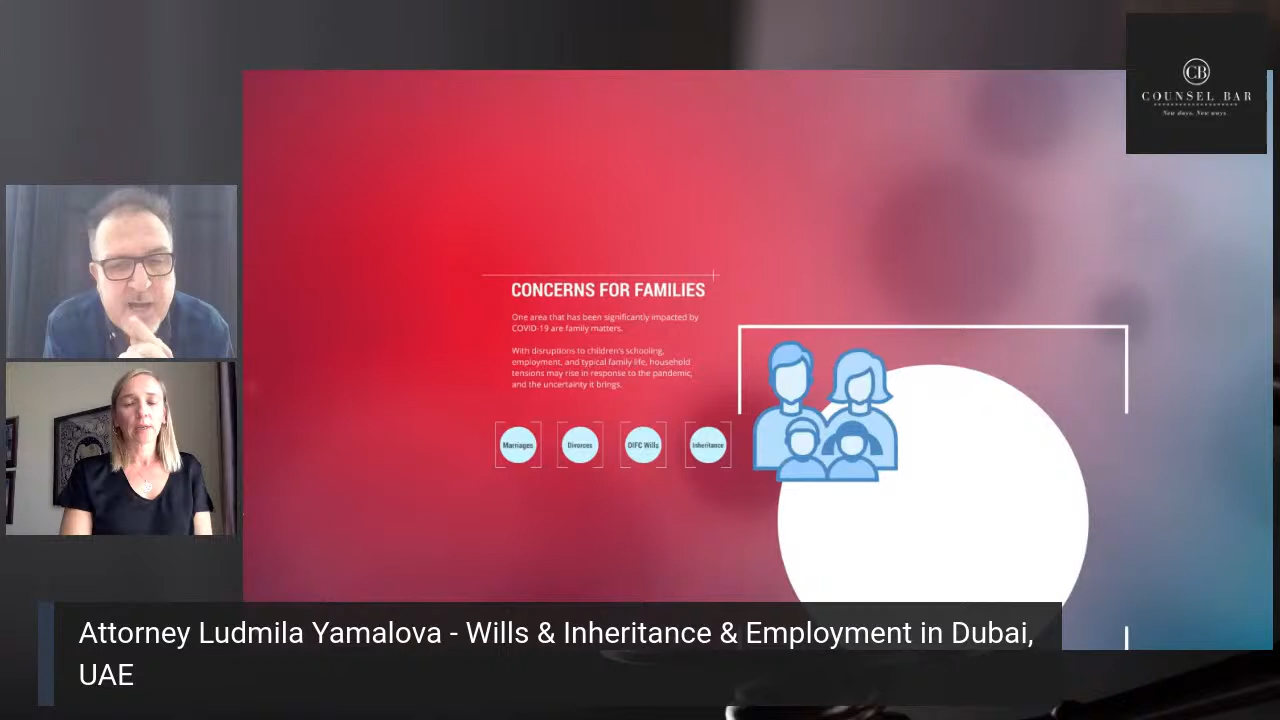 CB
COUNSEL BAR
New days. New ways.
CONCERNS FOR FAMILIES
One area that has been significantly impacted by
COVID-19 are family matters.
With disruptions to children's schooling,
employment, and typical family life, household
tensions may rise in response to the pandemic,
and the uncertainty it brings.
Marriages
Divorces
DIFC Wills
Inheritance
Attorney Ludmila Yamalova - Wills & Inheritance & Employment in Dubai,
UAE